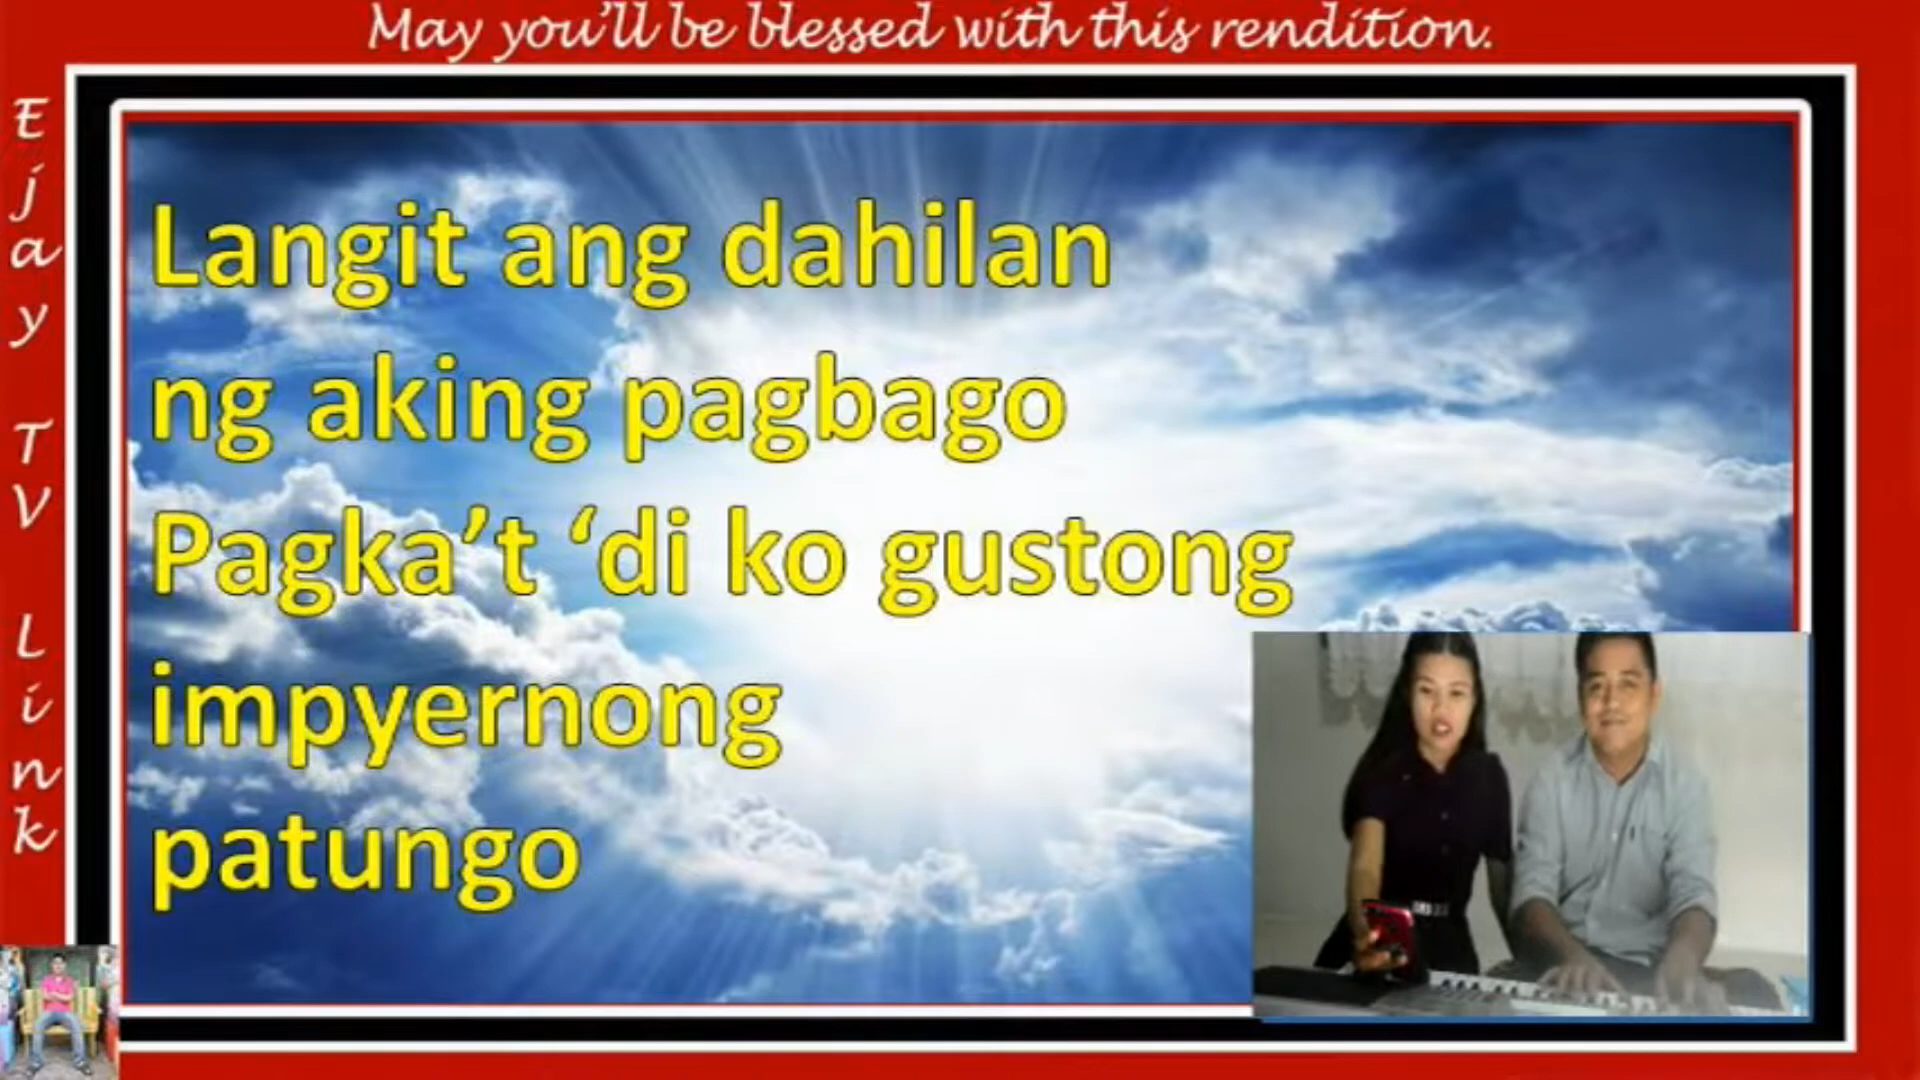 May you'll be blessed with this rendition.
Ejay TV Link
Langit ang dahilan
ng aking pagbago
Pagka’t ‘di ko gustong
impyernong
patungo